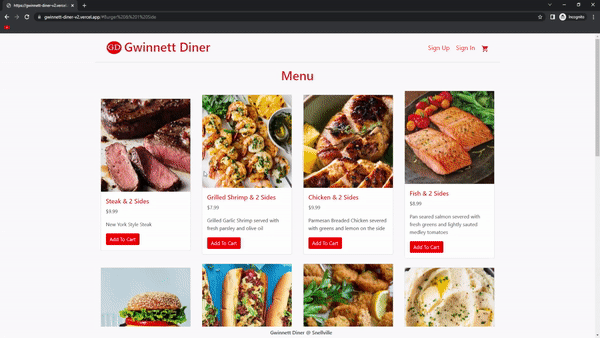 https://gwinnett-diner-v2.vercel.
gwinnett-diner-v2.vercel.app
Incognito
GD Gwinnett Diner
Sign Up Sign In
Menu
Steak & 2 Sides
$9.99
New York Style Steak
Add To Cart
Grilled Shrimp & 2 Sides
$7.99
Grilled Garlic Shrimp served with
fresh parsley and olive oil
Add To Cart
Chicken & 2 Sides
$9.99
Parmesan Breaded Chicken severed
with greens and lemon on the side
Add To Cart
Fish & 2 Sides
$8.99
Pan seared salmon severed with
fresh greens and lightly sauted
medley tomatoes
Add To Cart
Gwinnett Diner @ Snellville